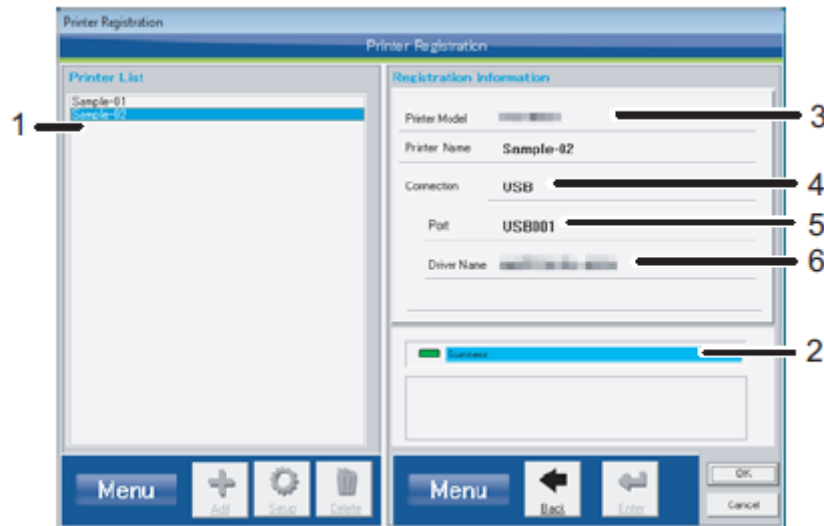 Printer Registration
Printer Registration
Printer List
Registration Information
Sample-01
Sample-02
1
Printer Model
3
Printer Name Sample-02
Connection USB
4
Port USB001
5
Driver Name
6
Success
2
Menu
Add
Setup
Delete
Menu
Back
Enter
OK
Cancel